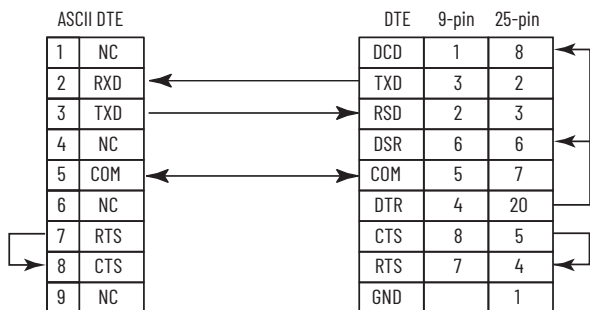 ASCII DTE DTE 9-pin 25-pin
1 NC DCD 1 8
2 RXD TXD 3 2
3 TXD RSD 2 3
4 NC DSR 6 6
5 COM COM 5 7
6 NC DTR 4 20
7 RTS CTS 8 5
8 CTS RTS 7 4
9 NC GND 1